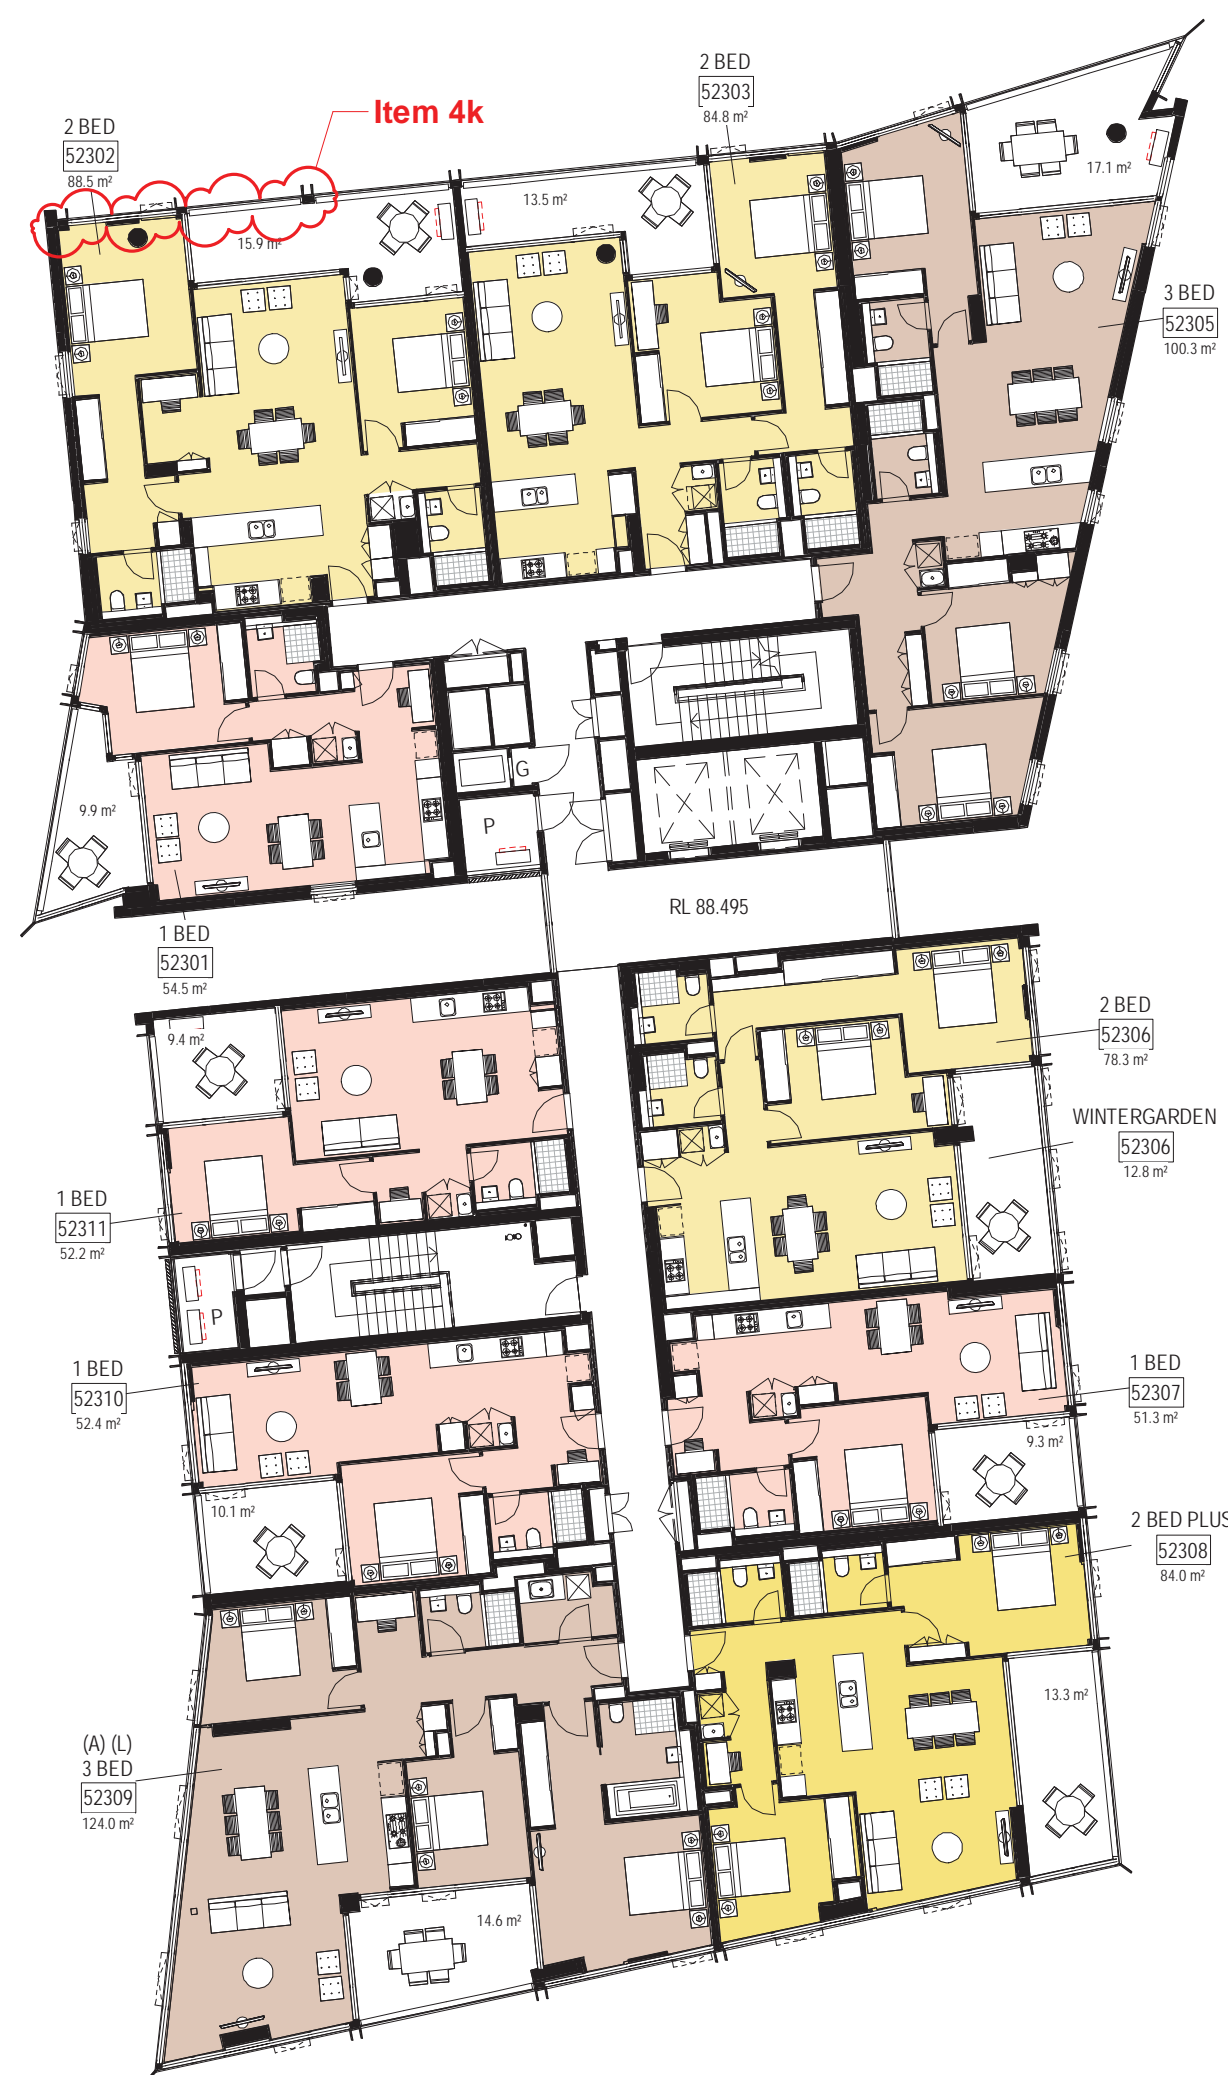 2 BED
52303
84.8 m²
Item 4k
2 BED
52302
88.5 m²
17.1 m²
13.5 m²
15.9 m²
3 BED
52305
100.3 m²
G
9.9 m²
P
RL 88.495
1 BED
52301
54.5 m²
2 BED
52306
78.3 m²
9.4 m²
WINTERGARDEN
52306
12.8 m²
1 BED
52311
52.2 m²
P
1 BED
52310
52.4 m²
1 BED
52307
51.3 m²
9.3 m²
10.1 m²
2 BED PLUS
52308
84.0 m²
13.3 m²
(A) (L)
3 BED
52309
124.0 m²
14.6 m²